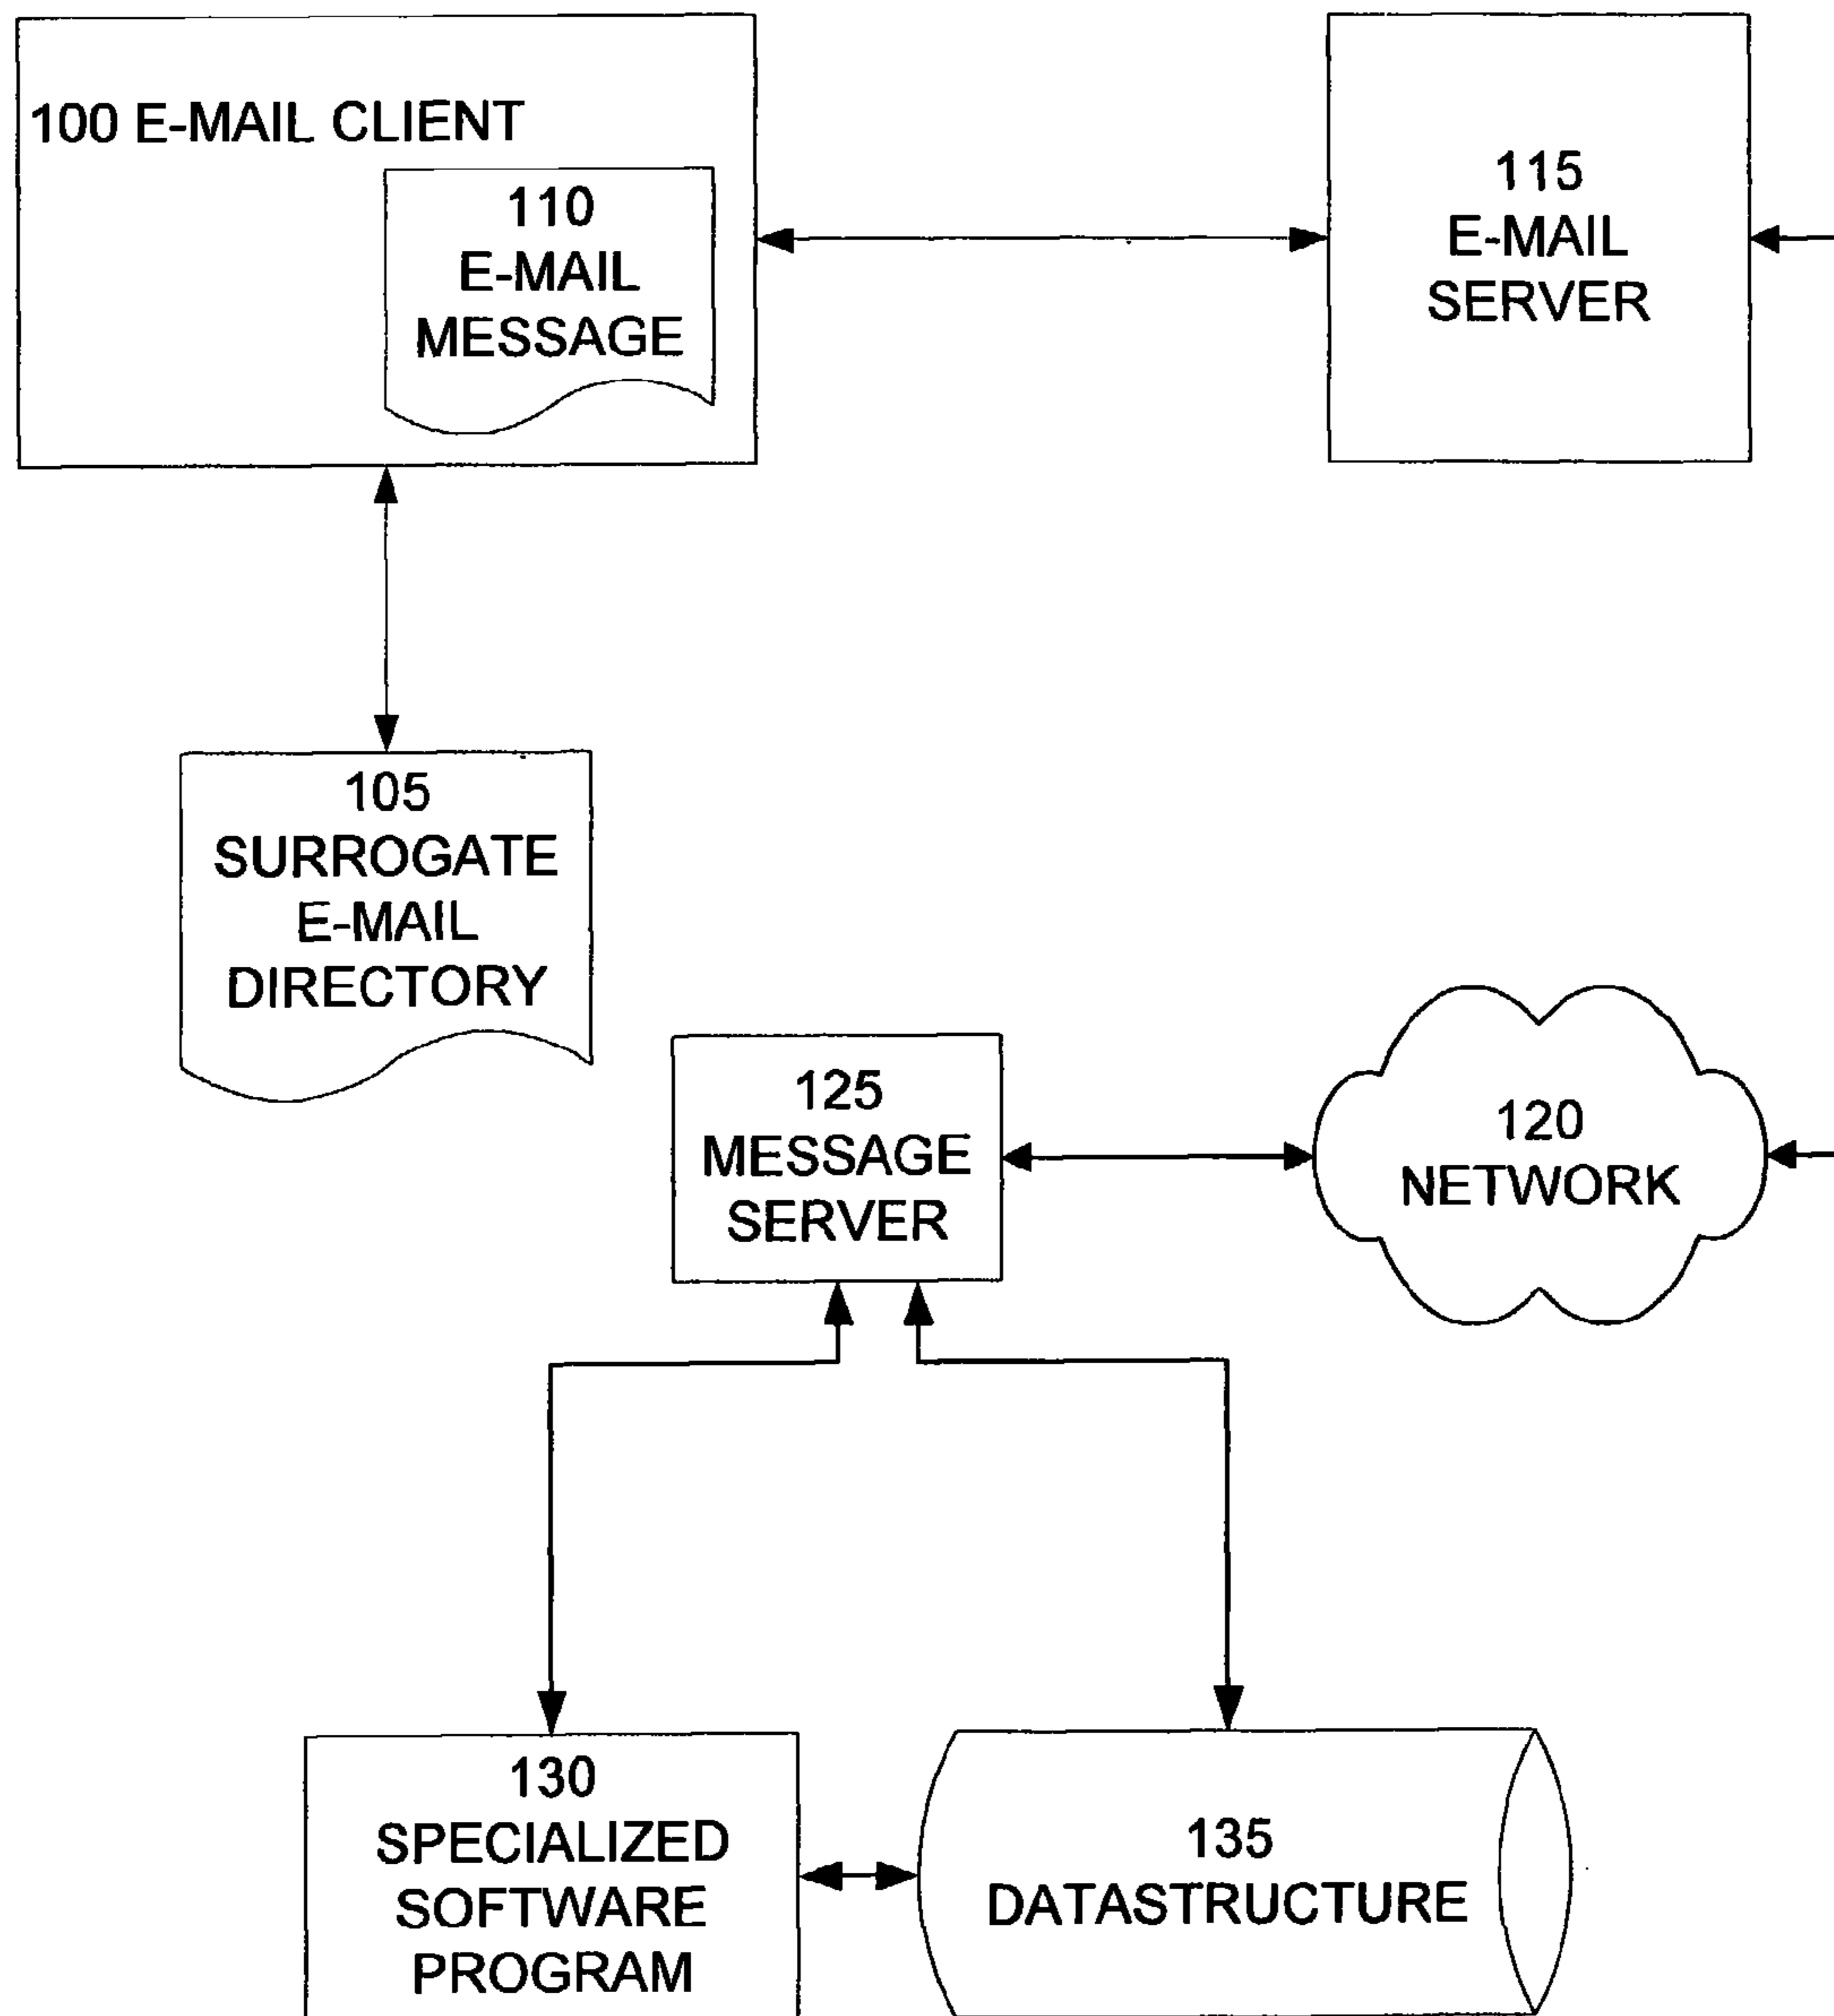 100 E-MAIL CLIENT
110
E-MAIL
MESSAGE
115
E-MAIL
SERVER
105
SURROGATE
E-MAIL
DIRECTORY
125
MESSAGE
SERVER
120
NETWORK
130
SPECIALIZED
SOFTWARE
PROGRAM
135
DATASTRUCTURE